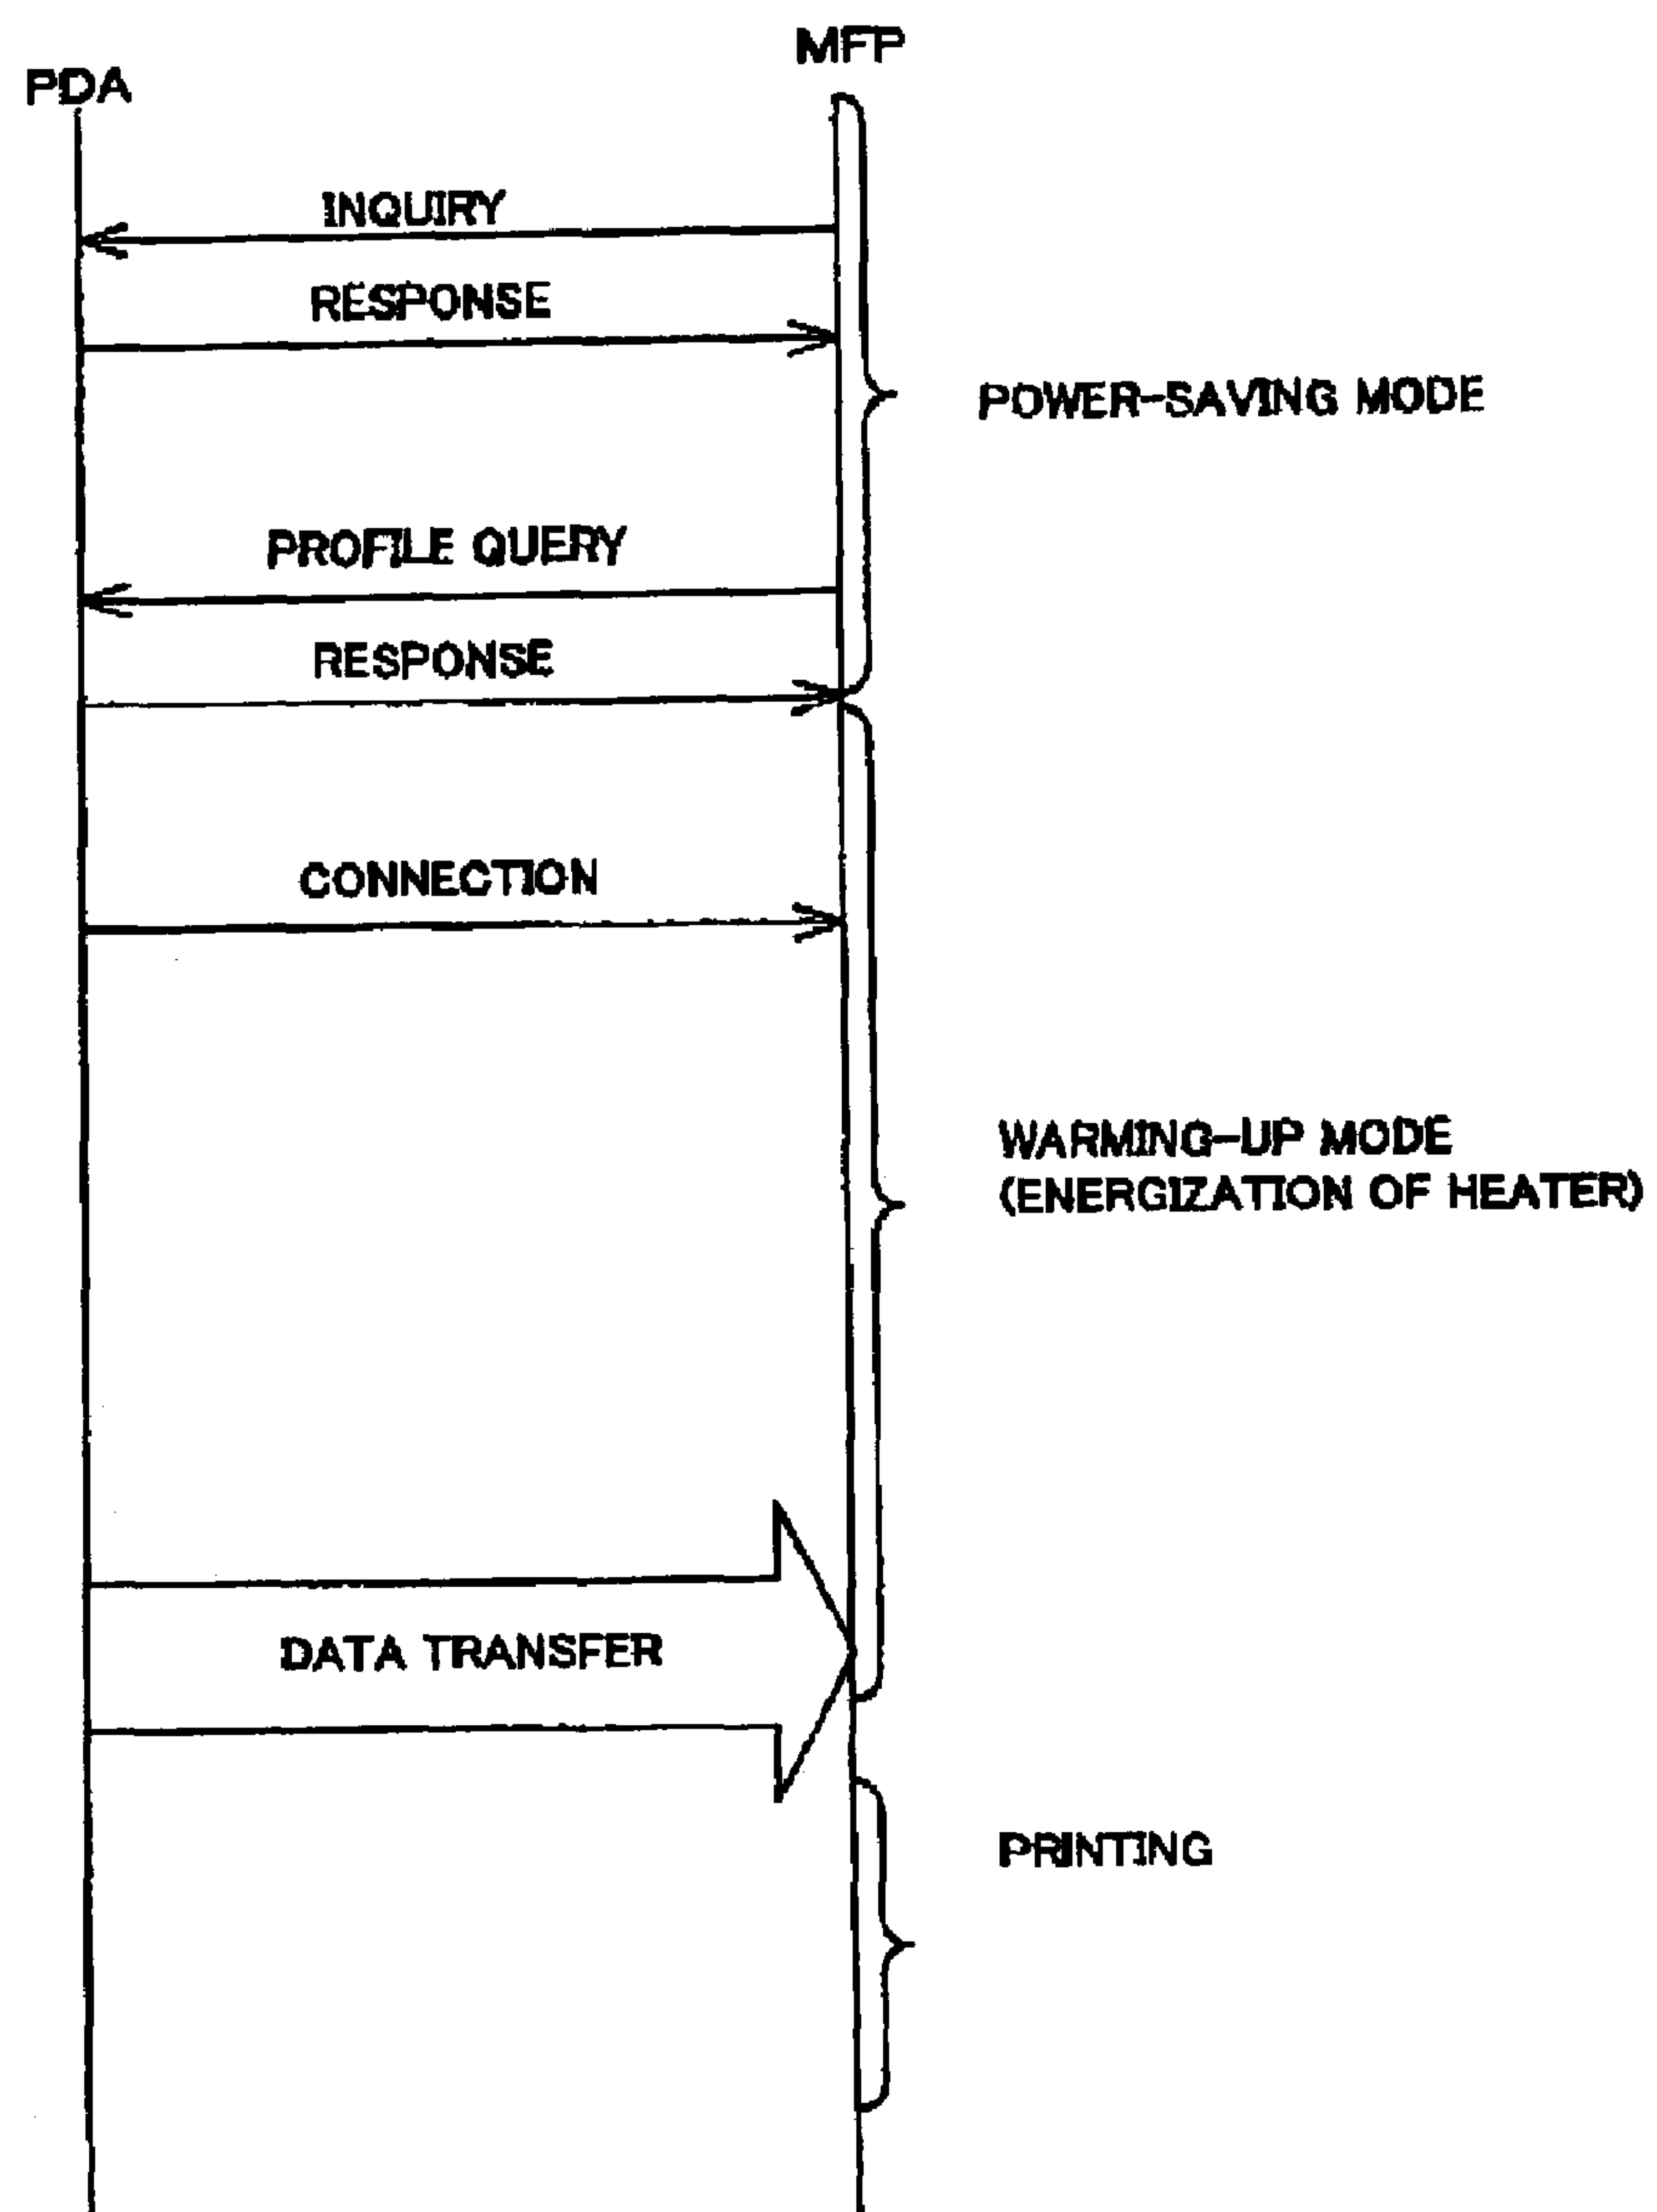 MFP
PDA
INQUIRY
RESPONSE
POWER-SAVING MODE
PROFILE QUERY
RESPONSE
CONNECTION
WARMING-UP MODE
(ENERGIZATION OF HEATER)
DATA TRANSFER
PRINTING